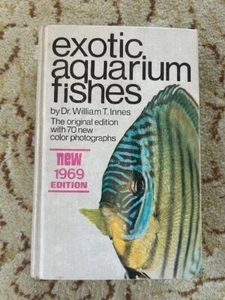 exotic
aquarium
fishes
by Dr. William T. Innes
The original edition
with 70 new
color photographs
new
1969
EDITION